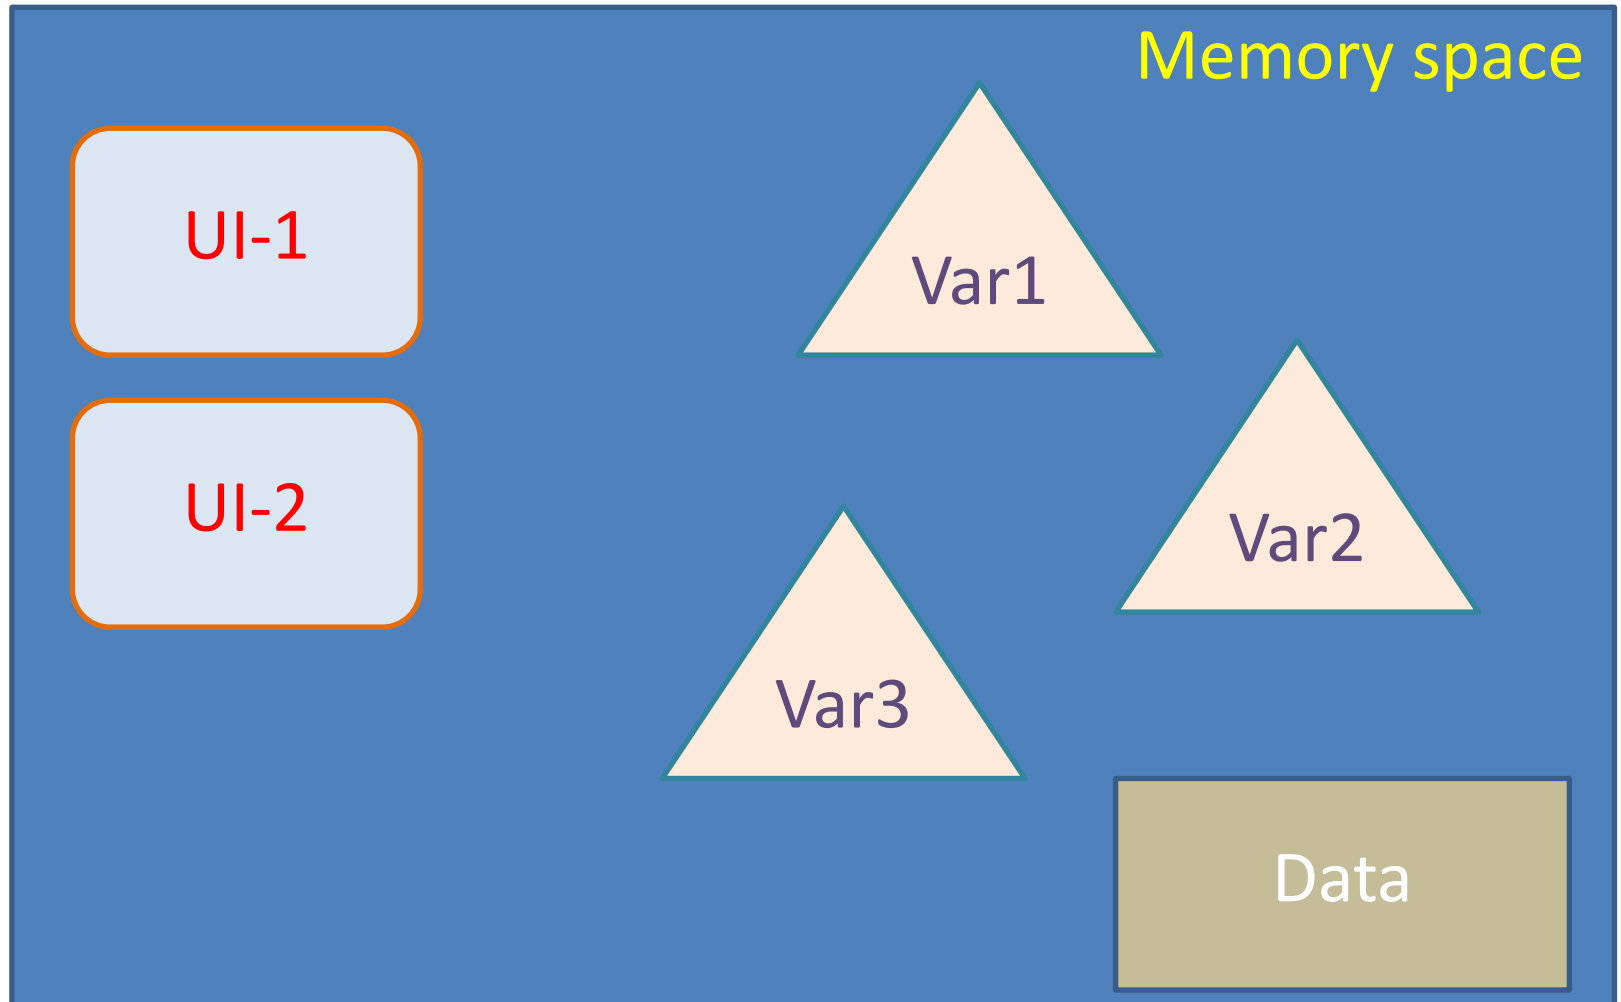 Memory space
UI-1
Var1
UI-2
Var2
Var3
Data